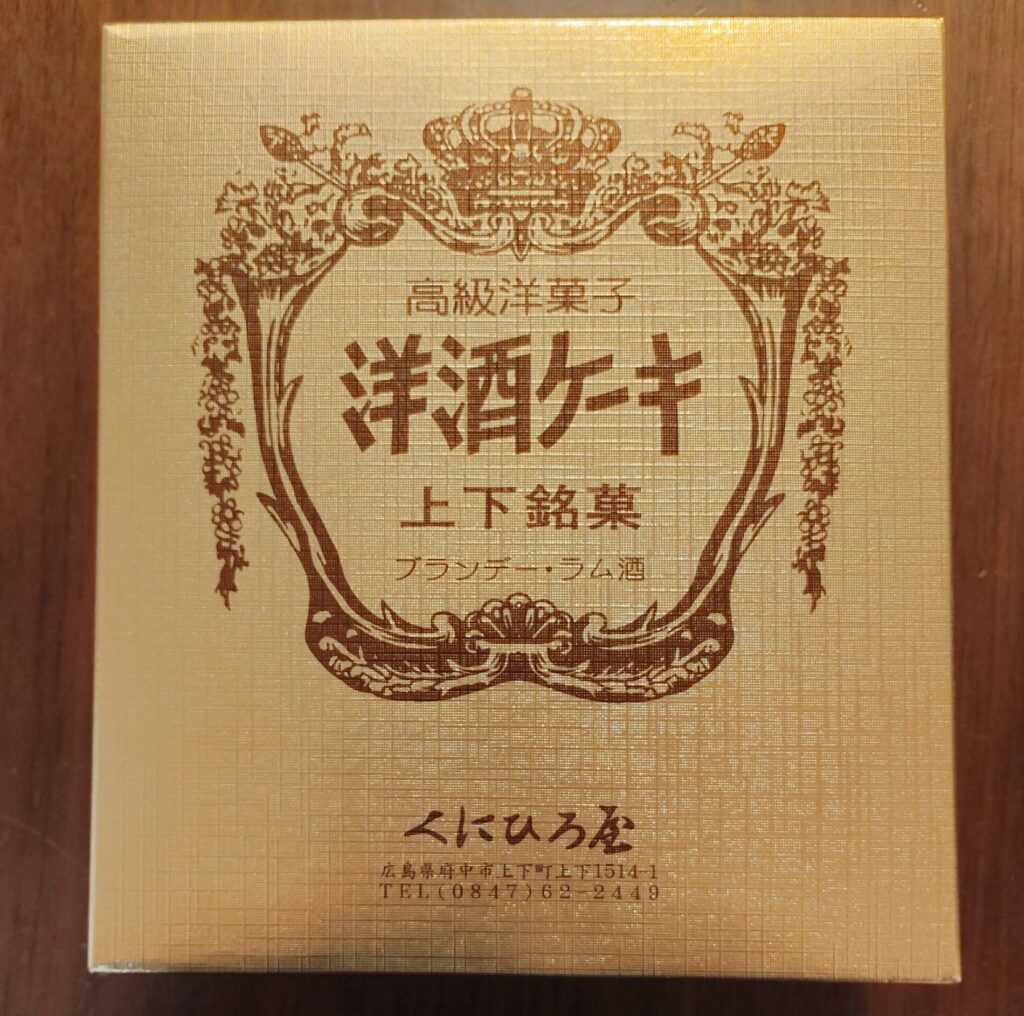 高級洋菓子
洋酒ケーキ
上下銘菓
ブランデー・ラム酒
くにひろ屋
広島県府中市上下町上下1514-1
TEL(0847)62-2449